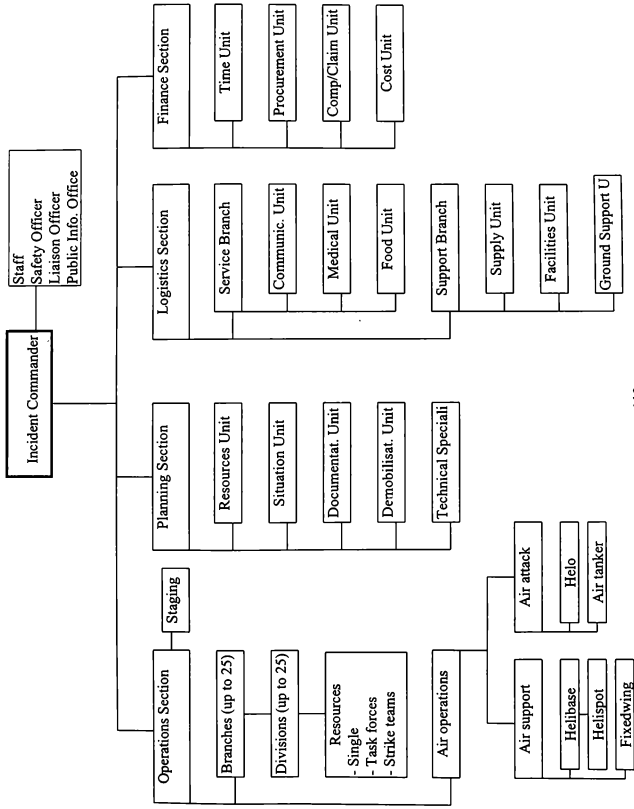 Incident Commander
Staff
Safety Officer
Liaison Officer
Public Info. Office
Operations Section
Staging
Branches (up to 25)
Divisions (up to 25)
Resources
- Single
- Task forces
- Strike teams
Air operations
Air support
Helibase
Helispot
Fixedwing
Air attack
Helo
Air tanker
Planning Section
Resources Unit
Situation Unit
Documentat. Unit
Demobilisat. Unit
Technical Speciali
Logistics Section
Service Branch
Communic. Unit
Medical Unit
Food Unit
Support Branch
Supply Unit
Facilities Unit
Ground Support U
Finance Section
Time Unit
Procurement Unit
Comp/Claim Unit
Cost Unit